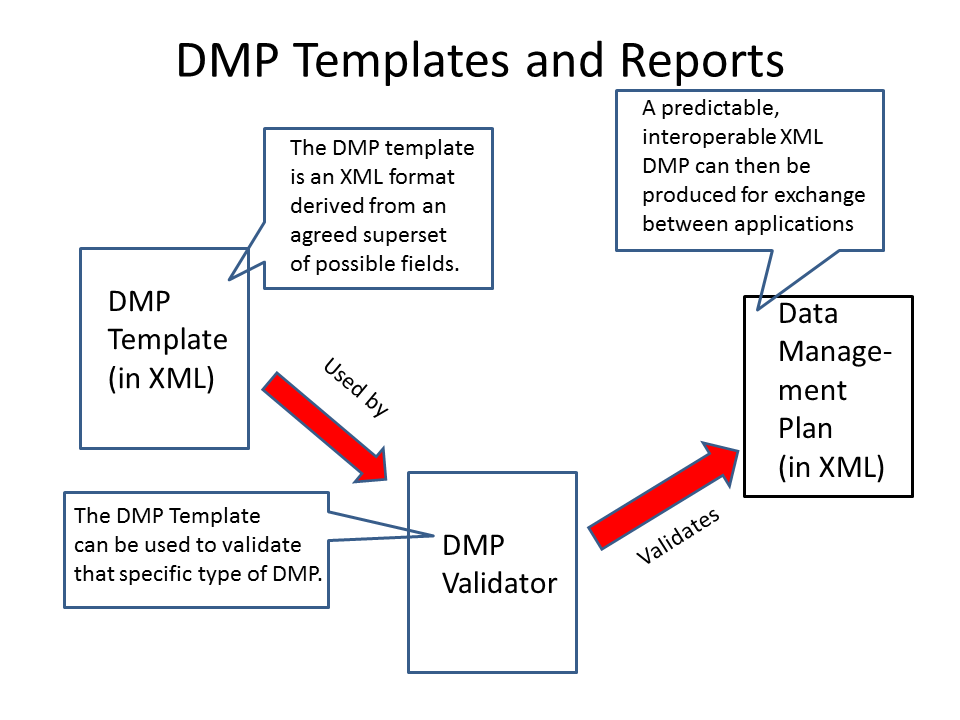 DMP Templates and Reports
The DMP template
is an XML format
derived from an
agreed superset
of possible fields.
A predictable,
interoperable XML
DMP can then be
produced for exchange
between applications
DMP
Template
(in XML)
Used by
Data
Manage-
ment
Plan
(in XML)
The DMP Template
can be used to validate
that specific type of DMP.
DMP
Validator
Validates